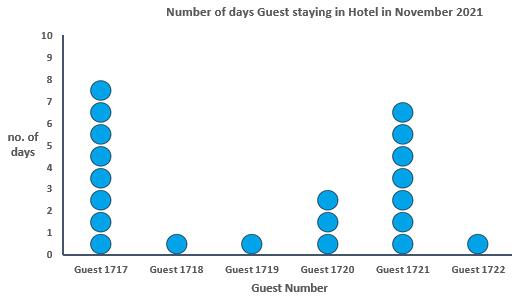 Number of days Guest staying in Hotel in November 2021
10
9
8
7
6
5
4
3
2
1
0
no. of
days
Guest 1717 Guest 1718 Guest 1719 Guest 1720 Guest 1721 Guest 1722
Guest Number